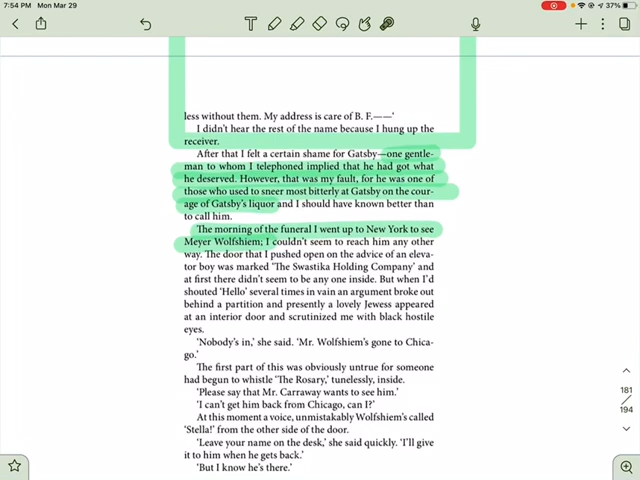 7:54 PM Mon Mar 29
37%
less without them. My address is care of B. F.——’
I didn’t hear the rest of the name because I hung up the
receiver.
After that I felt a certain shame for Gatsby—one gentle-
man to whom I telephoned implied that he had got what
he deserved. However, that was my fault, for he was one of
those who used to sneer most bitterly at Gatsby on the cour-
age of Gatsby’s liquor and I should have known better than
to call him.
The morning of the funeral I went up to New York to see
Meyer Wolfshiem; I couldn’t seem to reach him any other
way. The door that I pushed open on the advice of an eleva-
tor boy was marked ‘The Swastika Holding Company’ and
at first there didn’t seem to be any one inside. But when I’d
shouted ‘Hello’ several times in vain an argument broke out
behind a partition and presently a lovely Jewess appeared
at an interior door and scrutinized me with black hostile
eyes.
‘Nobody’s in,’ she said. ‘Mr. Wolfshiem’s gone to Chica-
go.’
The first part of this was obviously untrue for someone
had begun to whistle ‘The Rosary,’ tunelessly, inside.
‘Please say that Mr. Carraway wants to see him.’
‘I can’t get him back from Chicago, can I?’
At this moment a voice, unmistakably Wolfshiem’s called
‘Stella!’ from the other side of the door.
‘Leave your name on the desk,’ she said quickly. ‘I’ll give
it to him when he gets back.’
‘But I know he’s there.’
181
194